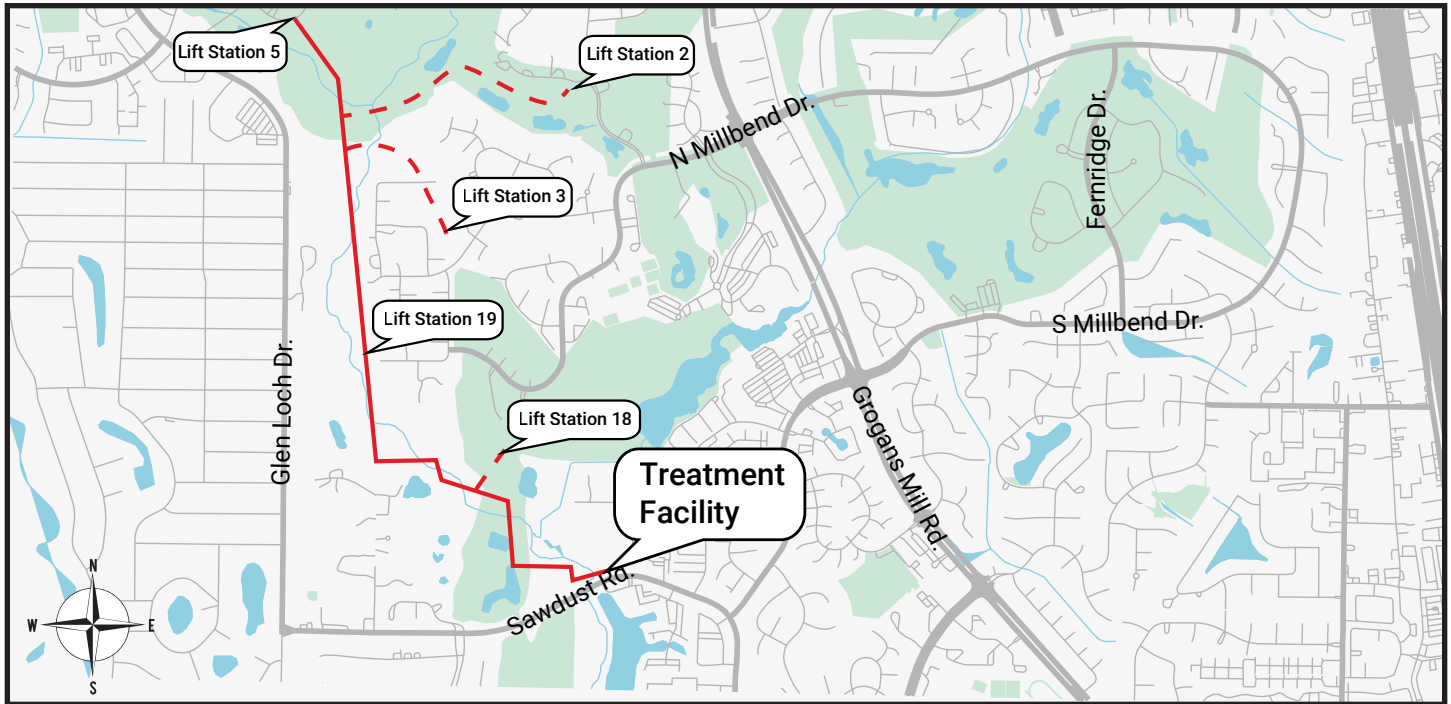 Lift Station 5
Lift Station 2
N Millbend Dr.
Fernridge Dr.
Lift Station 3
Lift Station 19
S Millbend Dr.
Glen Loch Dr.
Lift Station 18
Grogans Mill Rd.
Treatment
Facility
Sawdust Rd.
N
W
E
S